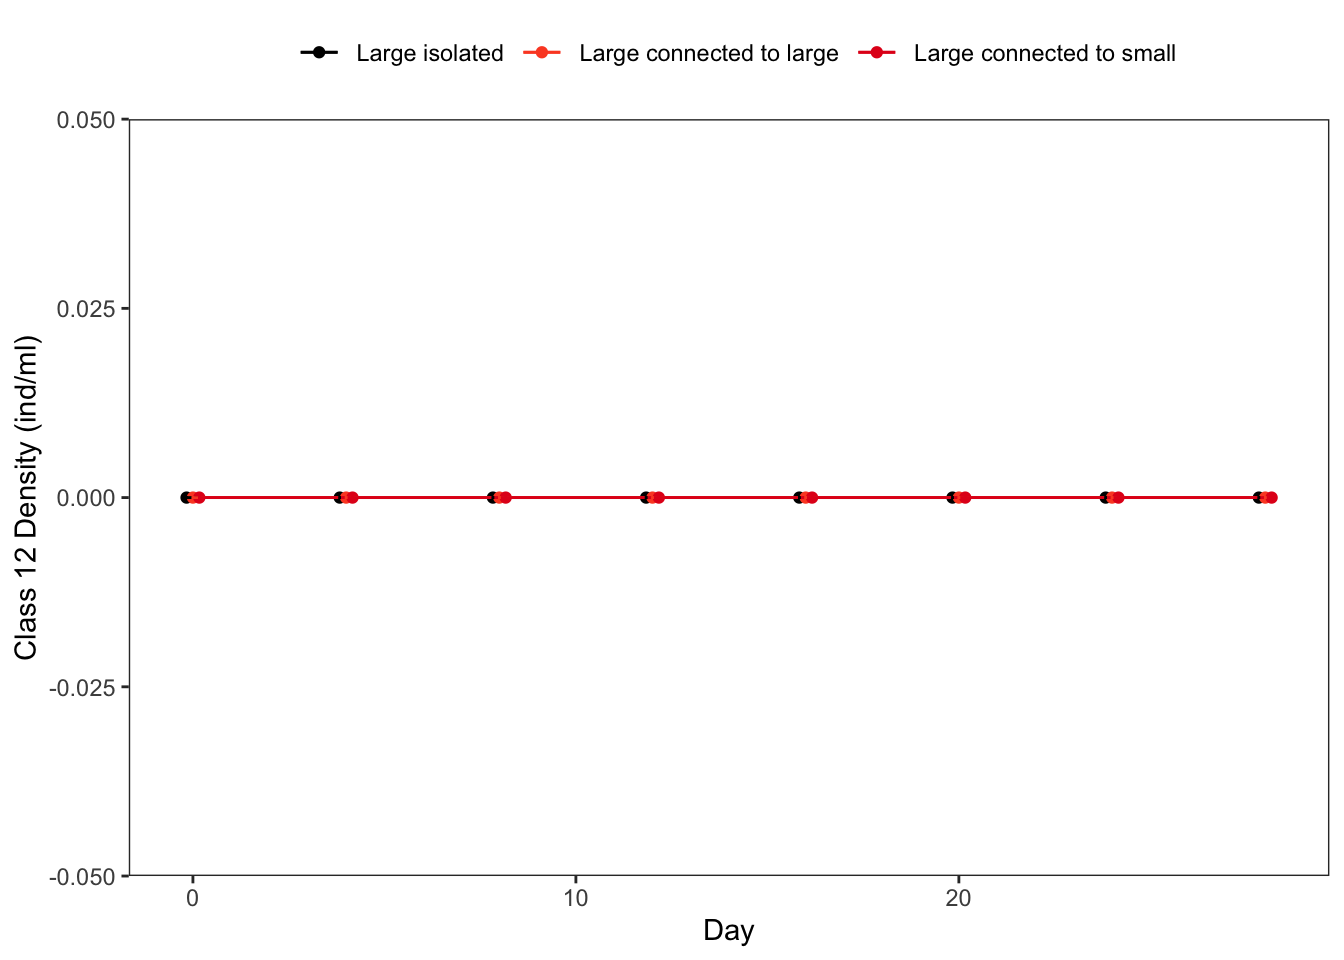 Large isolated Large connected to large Large connected to small
0.050
0.025
0.000
-0.025
-0.050
Class 12 Density (ind/ml)
0 10 20
Day